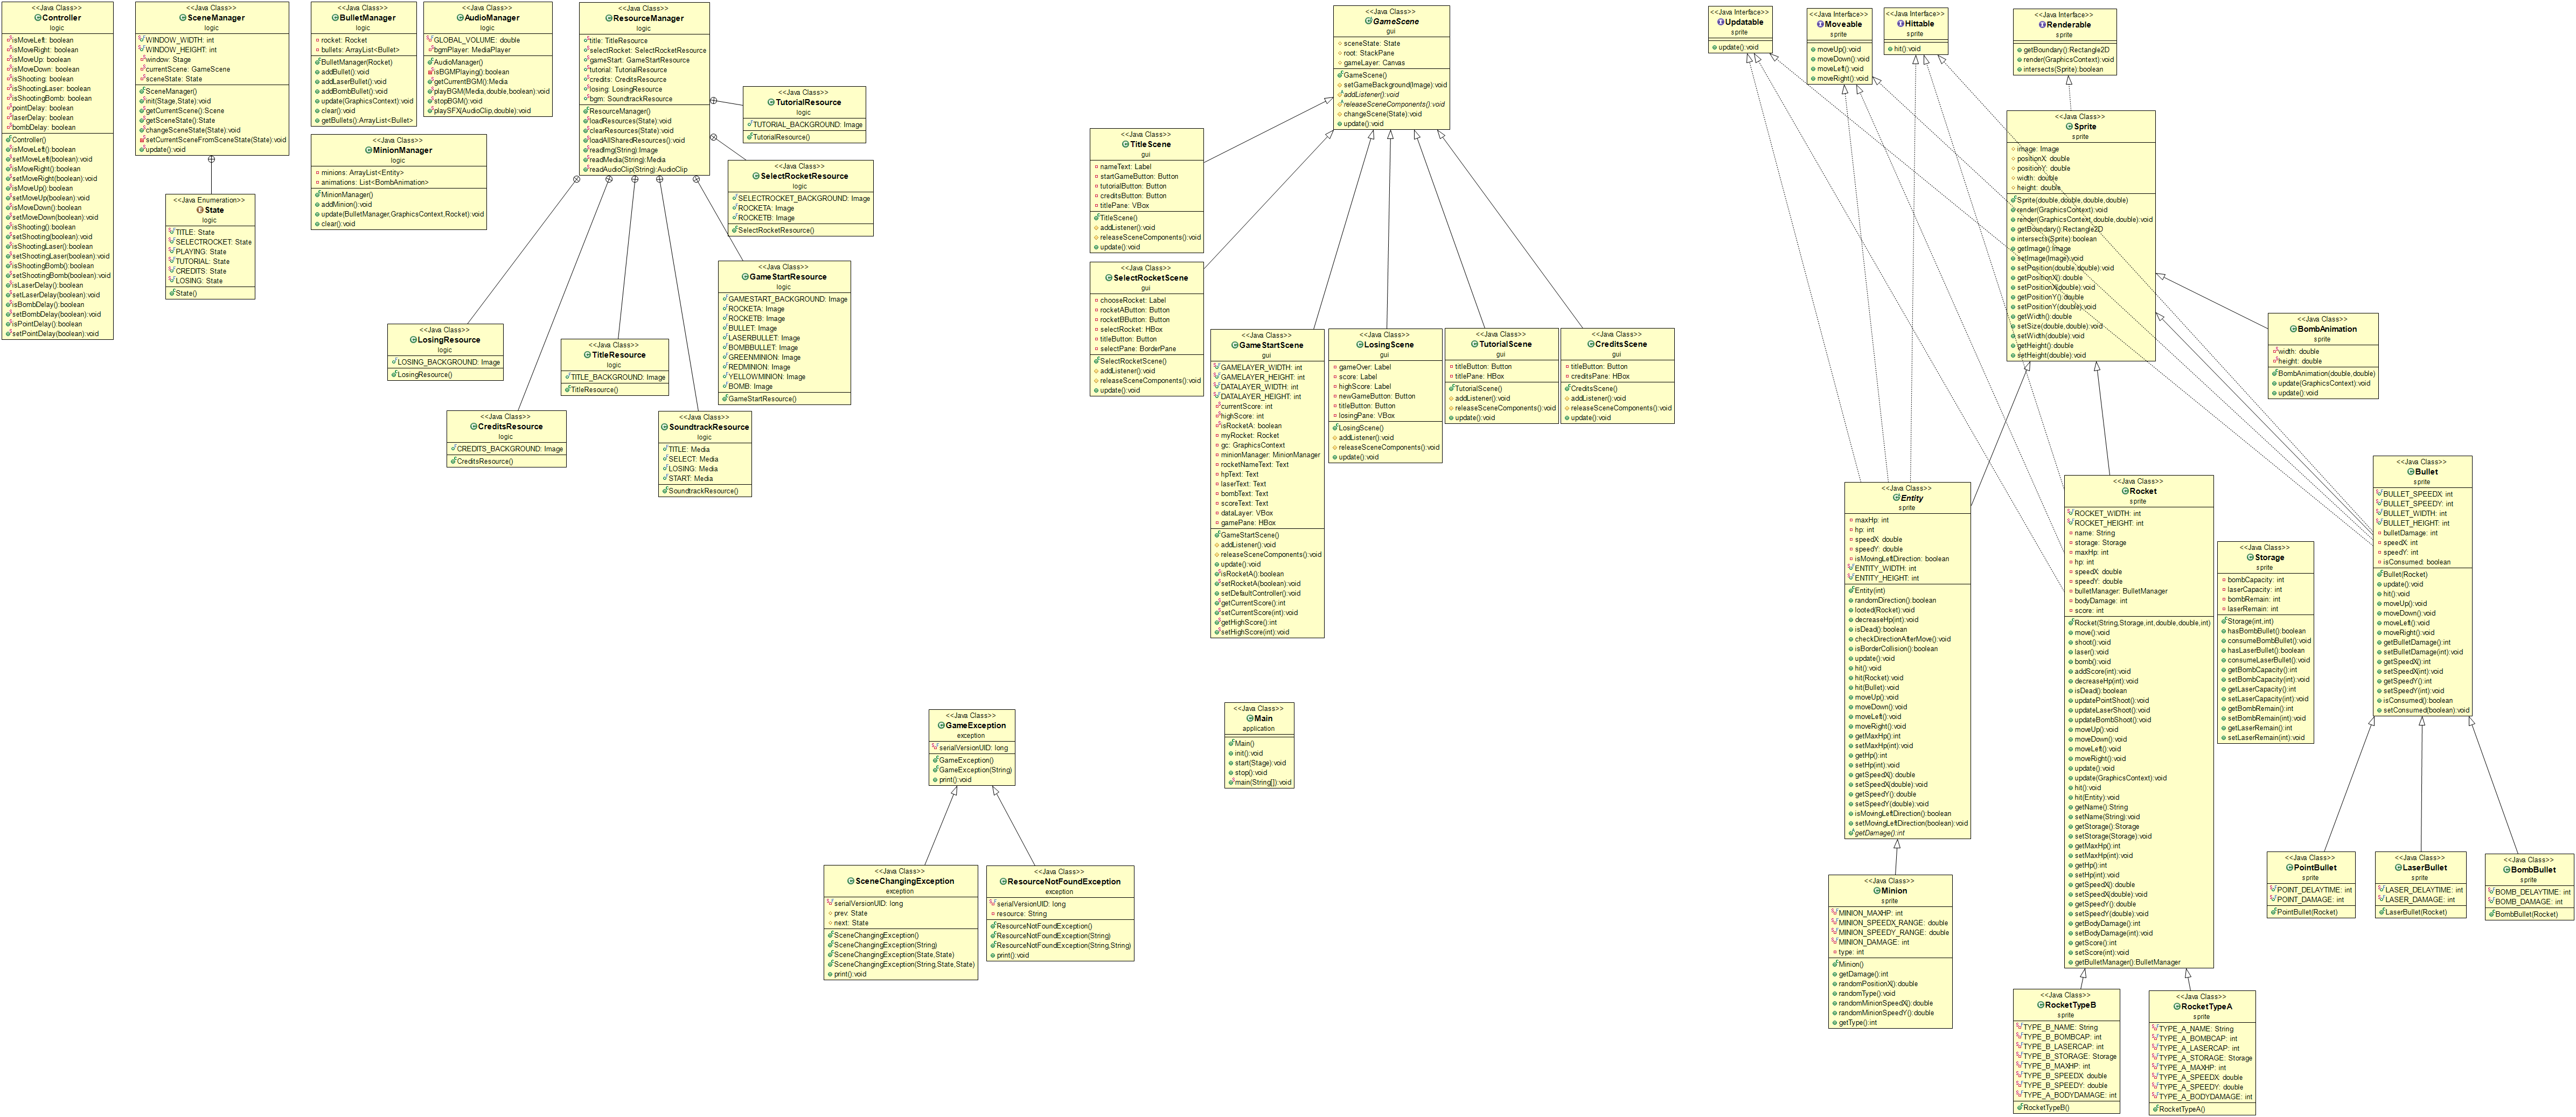 <<Java Class>>
Controller
logic
isMoveLeft: boolean
isMoveRight: boolean
isMoveUp: boolean
isMoveDown: boolean
isShooting: boolean
isShootingLaser: boolean
isShootingBomb: boolean
pointDelay: boolean
laserDelay: boolean
bombDelay: boolean
Controller()
isMoveLeft():boolean
setMoveLeft(boolean):void
isMoveRight():boolean
setMoveRight(boolean):void
isMoveUp():boolean
setMoveUp(boolean):void
isMoveDown():boolean
setMoveDown(boolean):void
isShooting():boolean
setShooting(boolean):void
isShootingLaser():boolean
setShootingLaser(boolean):void
isShootingBomb():boolean
setShootingBomb(boolean):void
isLaserDelay():boolean
setLaserDelay(boolean):void
isBombDelay():boolean
setBombDelay(boolean):void
isPointDelay():boolean
setPointDelay(boolean):void
<<Java Class>>
SceneManager
logic
WINDOW_WIDTH: int
WINDOW_HEIGHT: int
window: Stage
currentScene: GameScene
sceneState: State
SceneManager()
init(Stage,State):void
getCurrentScene():Scene
getSceneState():State
changeSceneState(State):void
setCurrentSceneFromSceneState(State):void
update():void
<<Java Enumeration>>
State
logic
TITLE: State
SELECTROCKET: State
PLAYING: State
TUTORIAL: State
CREDITS: State
LOSING: State
State()
<<Java Class>>
BulletManager
logic
rocket: Rocket
bullets: ArrayList<Bullet>
BulletManager(Rocket)
addBullet():void
addLaserBullet():void
addBombBullet():void
update(GraphicsContext):void
clear():void
getBullets():ArrayList<Bullet>
<<Java Class>>
MinionManager
logic
minions: ArrayList<Entity>
animations: List<BombAnimation>
MinionManager()
addMinion():void
update(BulletManager,GraphicsContext,Rocket):void
clear():void
<<Java Class>>
AudioManager
logic
GLOBAL_VOLUME: double
bgmPlayer: MediaPlayer
AudioManager()
isBGMPlaying():boolean
getCurrentBGM():Media
playBGM(Media,double,boolean):void
stopBGM():void
playSFX(AudioClip,double):void
<<Java Class>>
ResourceManager
logic
title: TitleResource
selectRocket: SelectRocketResource
gameStart: GameStartResource
tutorial: TutorialResource
credits: CreditsResource
losing: LosingResource
bgm: SoundtrackResource
ResourceManager()
loadResources(State):void
clearResources(State):void
loadAllSharedResources():void
readImg(String):Image
readMedia(String):Media
readAudioClip(String):AudioClip
<<Java Class>>
TutorialResource
logic
TUTORIAL_BACKGROUND: Image
TutorialResource()
<<Java Class>>
SelectRocketResource
logic
SELECTROCKET_BACKGROUND: Image
ROCKETA: Image
ROCKETB: Image
SelectRocketResource()
<<Java Class>>
GameStartResource
logic
GAMESTART_BACKGROUND: Image
ROCKETA: Image
ROCKETB: Image
BULLET: Image
LASERBULLET: Image
BOMBBULLET: Image
GREENMINION: Image
REDMINION: Image
YELLOWMINION: Image
BOMB: Image
GameStartResource()
<<Java Class>>
LosingResource
logic
LOSING_BACKGROUND: Image
LosingResource()
<<Java Class>>
TitleResource
logic
TITLE_BACKGROUND: Image
TitleResource()
<<Java Class>>
CreditsResource
logic
CREDITS_BACKGROUND: Image
CreditsResource()
<<Java Class>>
SoundtrackResource
logic
TITLE: Media
SELECT: Media
LOSING: Media
START: Media
SoundtrackResource()
<<Java Class>>
GameScene
gui
sceneState: State
root: StackPane
gameLayer: Canvas
GameScene()
setGameBackground(Image):void
addListener():void
releaseSceneComponents():void
changeScene(State):void
update():void
<<Java Class>>
TitleScene
gui
nameText: Label
startGameButton: Button
tutorialButton: Button
creditsButton: Button
titlePane: VBox
TitleScene()
addListener():void
releaseSceneComponents():void
update():void
<<Java Class>>
SelectRocketScene
gui
chooseRocket: Label
rocketAButton: Button
rocketBButton: Button
selectRocket: HBox
titleButton: Button
selectPane: BorderPane
SelectRocketScene()
addListener():void
releaseSceneComponents():void
update():void
<<Java Class>>
GameStartScene
gui
GAMELAYER_WIDTH: int
GAMELAYER_HEIGHT: int
DATALAYER_WIDTH: int
DATALAYER_HEIGHT: int
currentScore: int
highScore: int
isRocketA: boolean
myRocket: Rocket
gc: GraphicsContext
minionManager: MinionManager
rocketNameText: Text
hpText: Text
laserText: Text
bombText: Text
scoreText: Text
dataLayer: VBox
gamePane: HBox
GameStartScene()
addListener():void
releaseSceneComponents():void
update():void
isRocketA():boolean
setRocketA(boolean):void
setDefaultController():void
getCurrentScore():int
setCurrentScore(int):void
getHighScore():int
setHighScore(int):void
<<Java Class>>
LosingScene
gui
gameOver: Label
score: Label
highScore: Label
newGameButton: Button
titleButton: Button
losingPane: VBox
LosingScene()
addListener():void
releaseSceneComponents():void
update():void
<<Java Class>>
TutorialScene
gui
titleButton: Button
titlePane: HBox
TutorialScene()
addListener():void
releaseSceneComponents():void
update():void
<<Java Class>>
CreditsScene
gui
titleButton: Button
creditsPane: HBox
CreditsScene()
addListener():void
releaseSceneComponents():void
update():void
<<Java Class>>
GameException
exception
serialVersionUID: long
GameException()
GameException(String)
print():void
<<Java Class>>
SceneChangingException
exception
serialVersionUID: long
prev: State
next: State
SceneChangingException()
SceneChangingException(String)
SceneChangingException(State,State)
SceneChangingException(String,State,State)
print():void
<<Java Class>>
ResourceNotFoundException
exception
serialVersionUID: long
resource: String
ResourceNotFoundException()
ResourceNotFoundException(String)
ResourceNotFoundException(String,String)
print():void
<<Java Class>>
Main
application
Main()
init():void
start(Stage):void
stop():void
main(String[]):void
<<Java Interface>>
Updatable
sprite
update():void
<<Java Interface>>
Moveable
sprite
moveUp():void
moveDown():void
moveLeft():void
moveRight():void
<<Java Interface>>
Hittable
sprite
hit():void
<<Java Interface>>
Renderable
sprite
getBoundary():Rectangle2D
render(GraphicsContext):void
intersects(Sprite):boolean
<<Java Class>>
Sprite
sprite
image: Image
positionX: double
positionY: double
width: double
height: double
Sprite(double,double,double,double)
render(GraphicsContext):void
render(GraphicsContext,double,double):void
getBoundary():Rectangle2D
intersects(Sprite):boolean
getImage():Image
setImage(Image):void
setPosition(double,double):void
getPositionX():double
setPositionX(double):void
getPositionY():double
setPositionY(double):void
getWidth():double
setSize(double,double):void
setWidth(double):void
getHeight():double
setHeight(double):void
<<Java Class>>
BombAnimation
sprite
width: double
height: double
BombAnimation(double,double)
update(GraphicsContext):void
update():void
<<Java Class>>
Entity
sprite
maxHp: int
hp: int
speedX: double
speedY: double
isMovingLeftDirection: boolean
ENTITY_WIDTH: int
ENTITY_HEIGHT: int
Entity(int)
randomDirection():boolean
looted(Rocket):void
decreaseHp(int):void
isDead():boolean
checkDirectionAfterMove():void
isBorderCollision():boolean
update():void
hit():void
hit(Rocket):void
hit(Bullet):void
moveUp():void
moveDown():void
moveLeft():void
moveRight():void
getMaxHp():int
setMaxHp(int):void
getHp():int
setHp(int):void
getSpeedX():double
setSpeedX(double):void
getSpeedY():double
setSpeedY(double):void
isMovingLeftDirection():boolean
setMovingLeftDirection(boolean):void
getDamage():int
<<Java Class>>
Minion
sprite
MINION_MAXHP: int
MINION_SPEEDX_RANGE: double
MINION_SPEEDY_RANGE: double
MINION_DAMAGE: int
type: int
Minion()
getDamage():int
randomPositionX():double
randomType():void
randomMinionSpeedX():double
randomMinionSpeedY():double
getType():int
<<Java Class>>
Rocket
sprite
ROCKET_WIDTH: int
ROCKET_HEIGHT: int
name: String
storage: Storage
maxHp: int
hp: int
speedX: double
speedY: double
bulletManager: BulletManager
bodyDamage: int
score: int
Rocket(String,Storage,int,double,double,int)
move():void
shoot():void
laser():void
bomb():void
addScore(int):void
decreaseHp(int):void
isDead():boolean
updatePointShoot():void
updateLaserShoot():void
updateBombShoot():void
moveUp():void
moveDown():void
moveLeft():void
moveRight():void
update():void
update(GraphicsContext):void
hit():void
hit(Entity):void
getName():String
setName(String):void
getStorage():Storage
setStorage(Storage):void
getMaxHp():int
setMaxHp(int):void
getHp():int
setHp(int):void
getSpeedX():double
setSpeedX(double):void
getSpeedY():double
setSpeedY(double):void
getBodyDamage():int
setBodyDamage(int):void
getScore():int
setScore(int):void
getBulletManager():BulletManager
<<Java Class>>
RocketTypeB
sprite
TYPE_B_NAME: String
TYPE_B_BOMBCAP: int
TYPE_B_LASERCAP: int
TYPE_B_STORAGE: Storage
TYPE_B_MAXHP: int
TYPE_B_SPEEDX: double
TYPE_B_SPEEDY: double
TYPE_A_BODYDAMAGE: int
RocketTypeB()
<<Java Class>>
RocketTypeA
sprite
TYPE_A_NAME: String
TYPE_A_BOMBCAP: int
TYPE_A_LASERCAP: int
TYPE_A_STORAGE: Storage
TYPE_A_MAXHP: int
TYPE_A_SPEEDX: double
TYPE_A_SPEEDY: double
TYPE_A_BODYDAMAGE: int
RocketTypeA()
<<Java Class>>
Storage
sprite
bombCapacity: int
laserCapacity: int
bombRemain: int
laserRemain: int
Storage(int,int)
hasBombBullet():boolean
consumeBombBullet():void
hasLaserBullet():boolean
consumeLaserBullet():void
getBombCapacity():int
setBombCapacity(int):void
getLaserCapacity():int
setLaserCapacity(int):void
getBombRemain():int
setBombRemain(int):void
getLaserRemain():int
setLaserRemain(int):void
<<Java Class>>
Bullet
sprite
BULLET_SPEEDX: int
BULLET_SPEEDY: int
BULLET_WIDTH: int
BULLET_HEIGHT: int
bulletDamage: int
speedX: int
speedY: int
isConsumed: boolean
Bullet(Rocket)
update():void
hit():void
moveUp():void
moveDown():void
moveLeft():void
moveRight():void
getBulletDamage():int
setBulletDamage(int):void
getSpeedX():int
setSpeedX(int):void
getSpeedY():int
setSpeedY(int):void
isConsumed():boolean
setConsumed(boolean):void
<<Java Class>>
PointBullet
sprite
POINT_DELAYTIME: int
POINT_DAMAGE: int
PointBullet(Rocket)
<<Java Class>>
LaserBullet
sprite
LASER_DELAYTIME: int
LASER_DAMAGE: int
LaserBullet(Rocket)
<<Java Class>>
BombBullet
sprite
BOMB_DELAYTIME: int
BOMB_DAMAGE: int
BombBullet(Rocket)